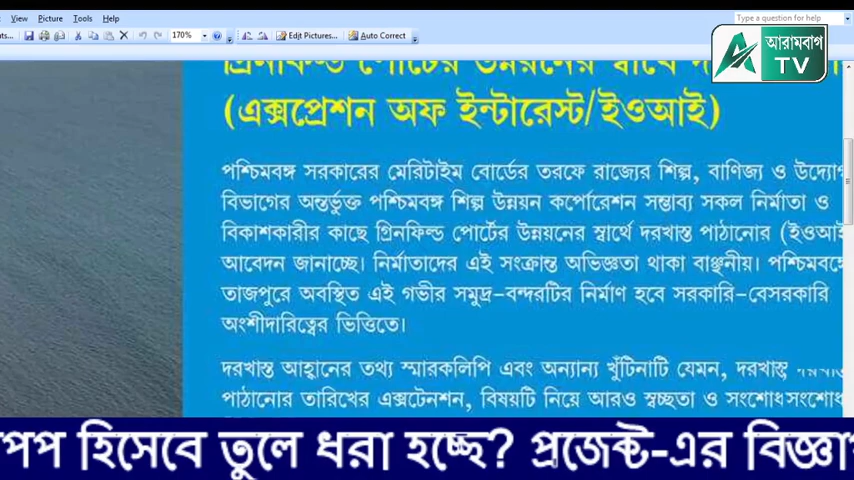 View Picture Tools Help
Type a question for help
170% Edit Pictures... Auto Correct
আরামবাগ
TV
(এক্সপ্রেশন অফ ইন্টারেস্ট/ইওআই)
পশ্চিমবঙ্গ সরকারের মেরিটাইম বোর্ডের তরফে রাজ্যের শিল্প, বাণিজ্য ও
বিভাগের অন্তর্ভুক্ত পশ্চিমবঙ্গ শিল্প উন্নয়ন কর্পোরেশন সম্ভাব্য সকল নির্মাতা ও
বিকাশকারীর কাছে গ্রিনফিল্ড পোর্টের উন্নয়নের স্বার্থে দরখাস্ত পাঠানোর (ইওআই
আবেদন জানাচ্ছে। নির্মাতাদের এই সংক্রান্ত অভিজ্ঞতা থাকা বাঞ্ছনীয়।
তাজপুরে অবস্থিত এই গভীর সমুদ্র-বন্দরটির নির্মাণ হবে সরকারি-বেসরকারি
অংশীদারিত্বের ভিত্তিতে।
দরখাস্ত আহ্বানের তথ্য স্মারকলিপি এবং অন্যান্য খুঁটিনাটি যেমন, দরখাস্ত
পাঠানোর তারিখের এক্সটেনশন, বিষয়টি নিয়ে আরও স্বচ্ছতা ও
হিসেবে তুলে ধরা হচ্ছে? প্রজেক্ট-এর